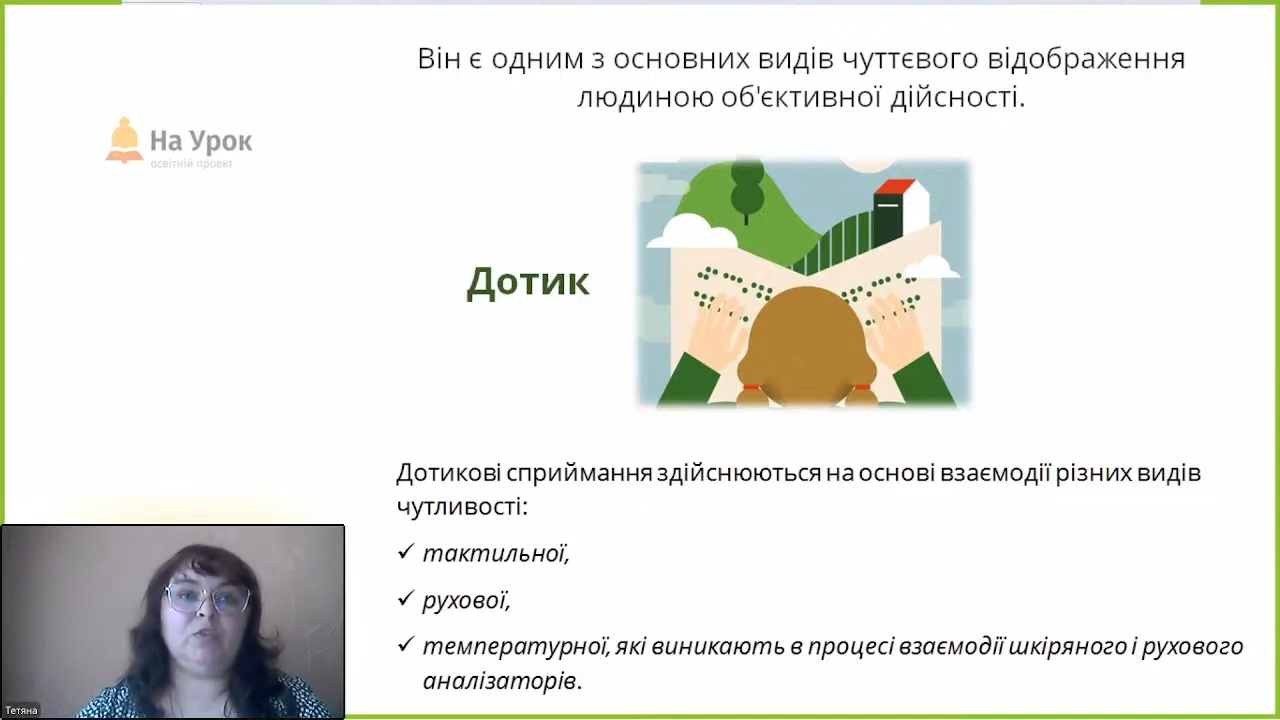 Він є одним з основних видів чуттєвого відображення
людиною об'єктивної дійсності.
На Урок
освітній проект
Дотик
Дотикові сприймання здійснюються на основі взаємодії різних видів
чутливості:
✓ тактильної,
✓ рухової,
✓ температурної, які виникають в процесі взаємодії шкіряного і рухового
аналізаторів.
Тетяна